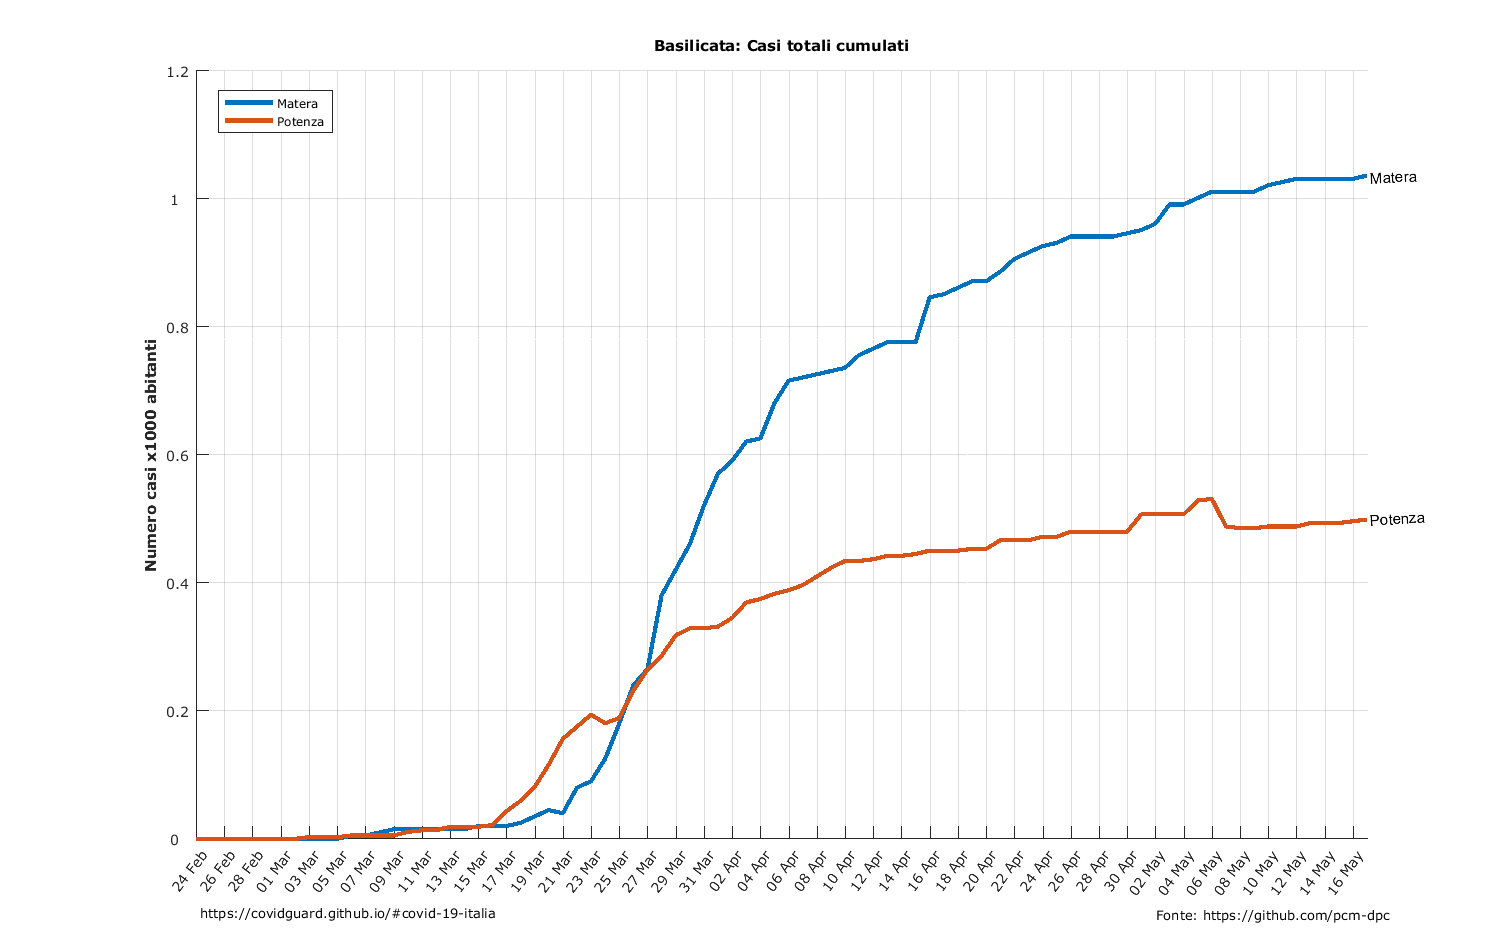 Basilicata: Casi totali cumulati
1.2
1
0.8
0.6
0.4
0.2
0
Numero casi x1000 abitanti
Matera
Potenza
Matera
Potenza
24 Feb
26 Feb
28 Feb
01 Mar
03 Mar
05 Mar
07 Mar
09 Mar
11 Mar
13 Mar
15 Mar
17 Mar
19 Mar
21 Mar
23 Mar
25 Mar
27 Mar
29 Mar
31 Mar
02 Apr
04 Apr
06 Apr
08 Apr
10 Apr
12 Apr
14 Apr
16 Apr
18 Apr
20 Apr
22 Apr
24 Apr
26 Apr
28 Apr
30 Apr
02 May
04 May
06 May
08 May
10 May
12 May
14 May
16 May
https://covidguard.github.io/#covid-19-italia
Fonte: https://github.com/pcm-dpc